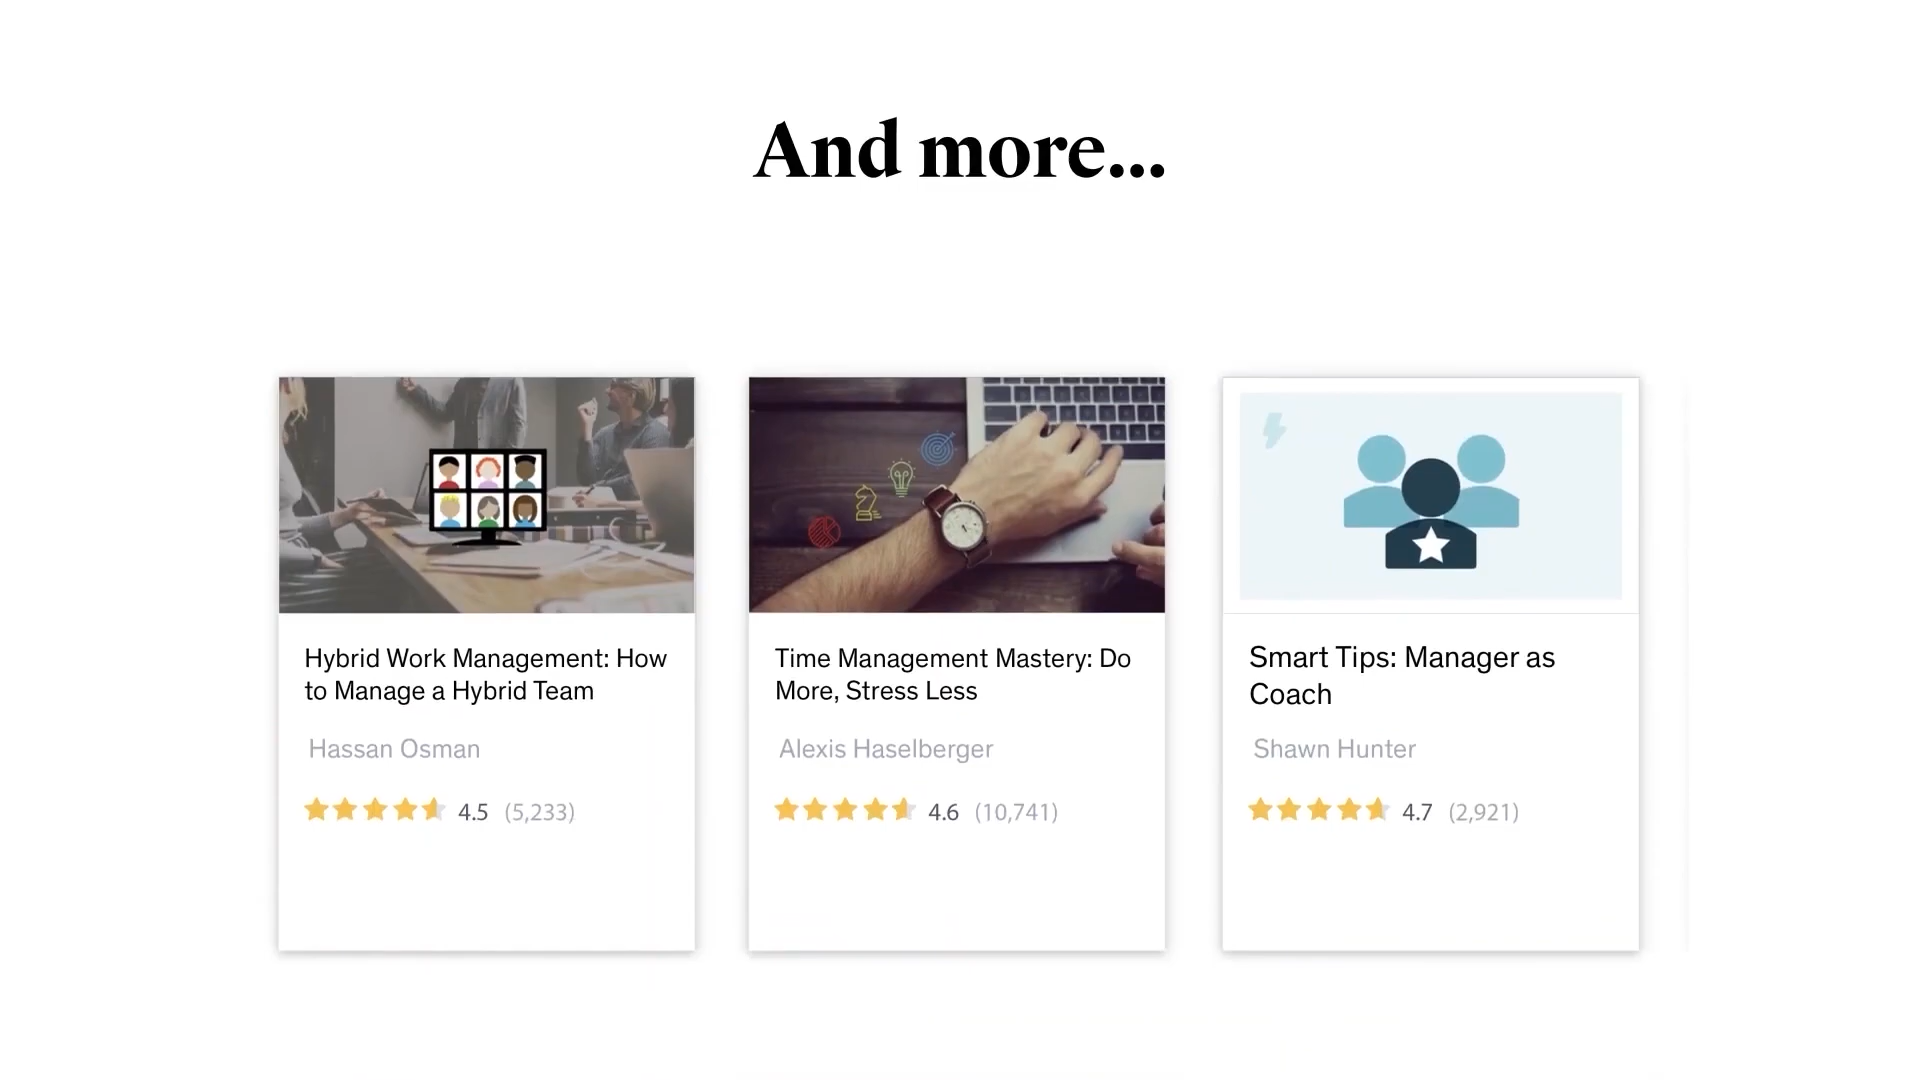 And more...
Hybrid Work Management: How
to Manage a Hybrid Team
Hassan Osman
4.5 (5,233)
Time Management Mastery: Do
More, Stress Less
Alexis Haselberger
4.6 (10,741)
Smart Tips: Manager as
Coach
Shawn Hunter
4.7 (2,921)